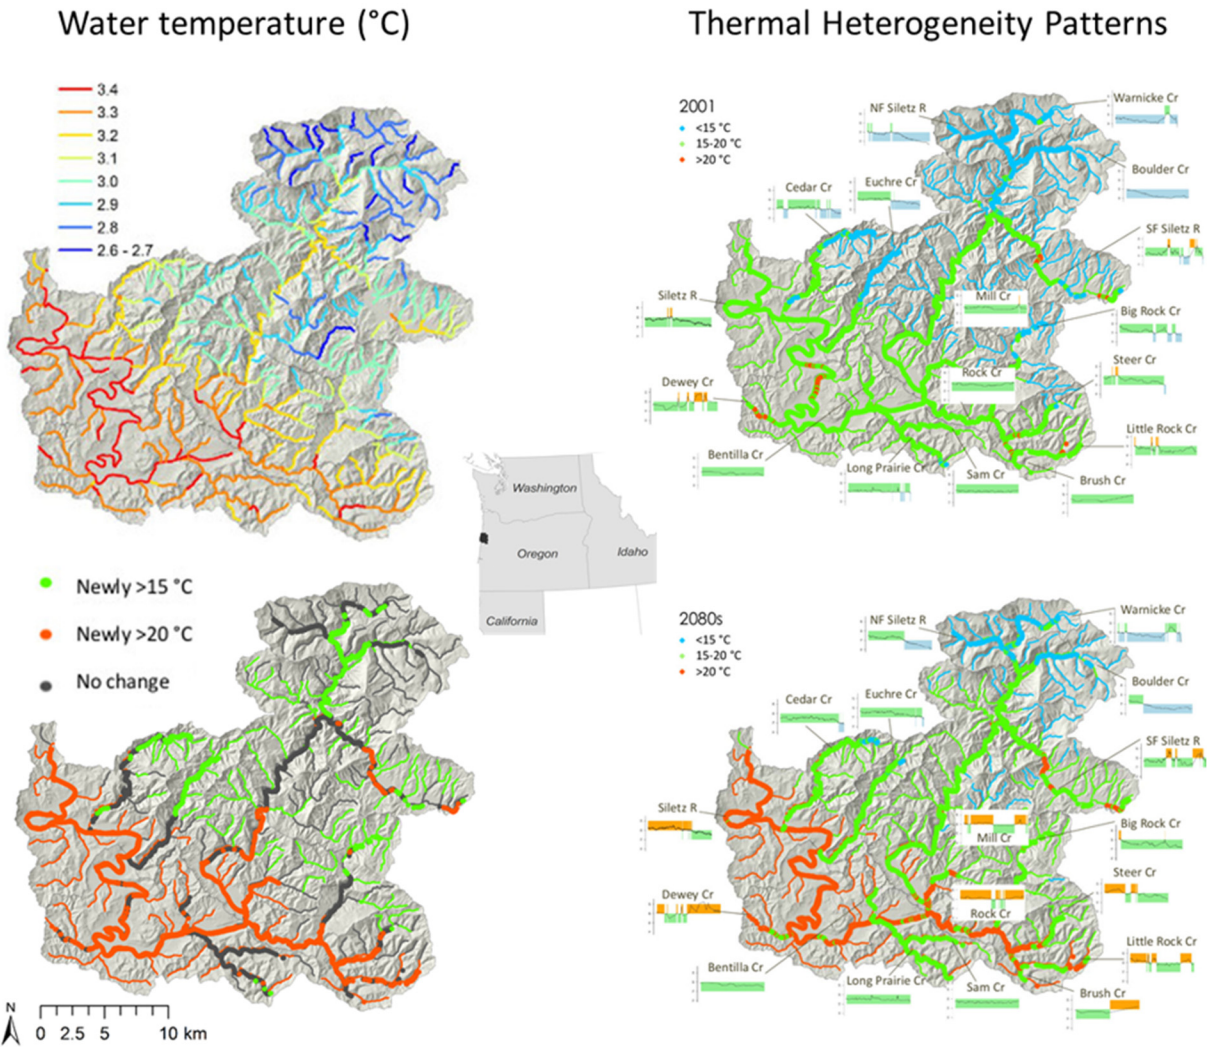 Water temperature (°C)
Thermal Heterogeneity Patterns
3.4
3.3
3.2
3.1
3.0
2.9
2.8
2.6 - 2.7
2001
<15 °C
15-20 °C
>20 °C
NF Siletz R
Warnicke Cr
Boulder Cr
Cedar Cr
Euchre Cr
SF Siletz R
Siletz R
Mill Cr
Big Rock Cr
Steer Cr
Rock Cr
Dewey Cr
Little Rock Cr
Bentilla Cr
Long Prairie Cr
Sam Cr
Brush Cr
Washington
Oregon
Idaho
California
Newly >15 °C
Newly >20 °C
No change
2080s
<15 °C
15-20 °C
>20 °C
NF Siletz R
Warnicke Cr
Boulder Cr
Cedar Cr
Euchre Cr
SF Siletz R
Siletz R
Mill Cr
Big Rock Cr
Steer Cr
Dewey Cr
Rock Cr
Little Rock Cr
Bentilla Cr
Long Prairie Cr
Sam Cr
Brush Cr
N
0 2.5 5 10 km